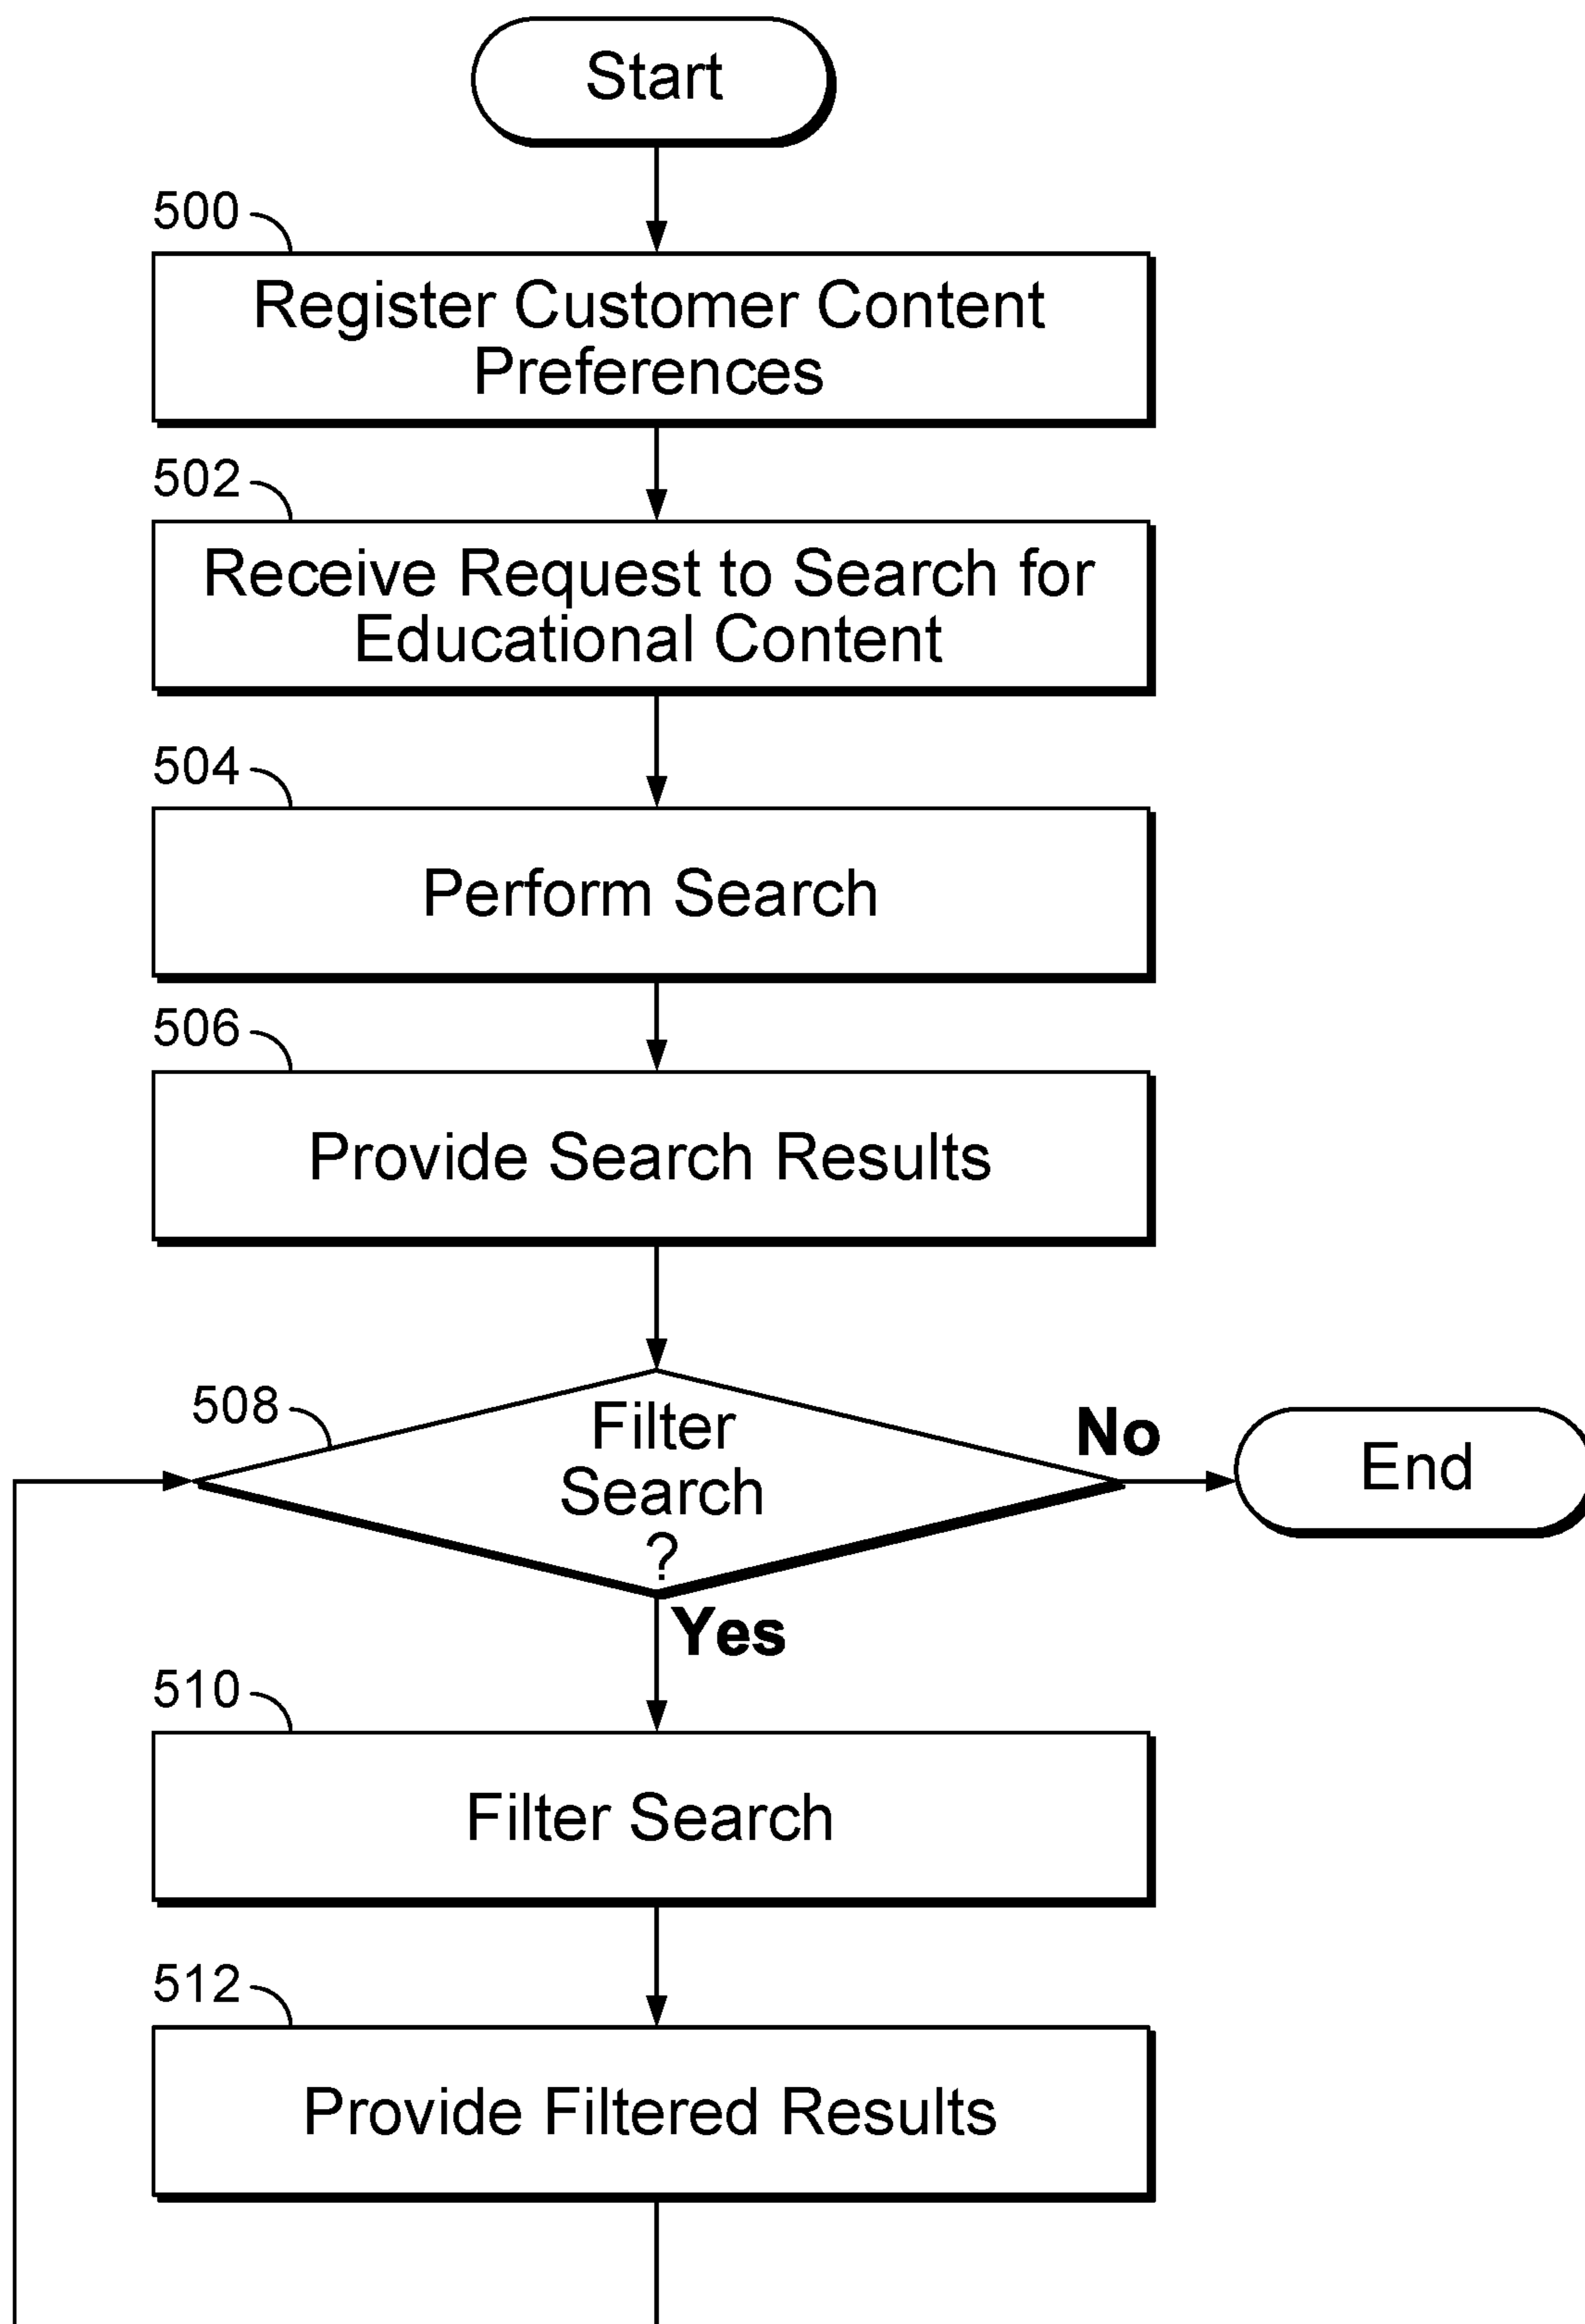 Start
500
Register Customer Content
Preferences
502
Receive Request to Search for
Educational Content
504
Perform Search
506
Provide Search Results
508
Filter
Search
?
No
End
Yes
510
Filter Search
512
Provide Filtered Results